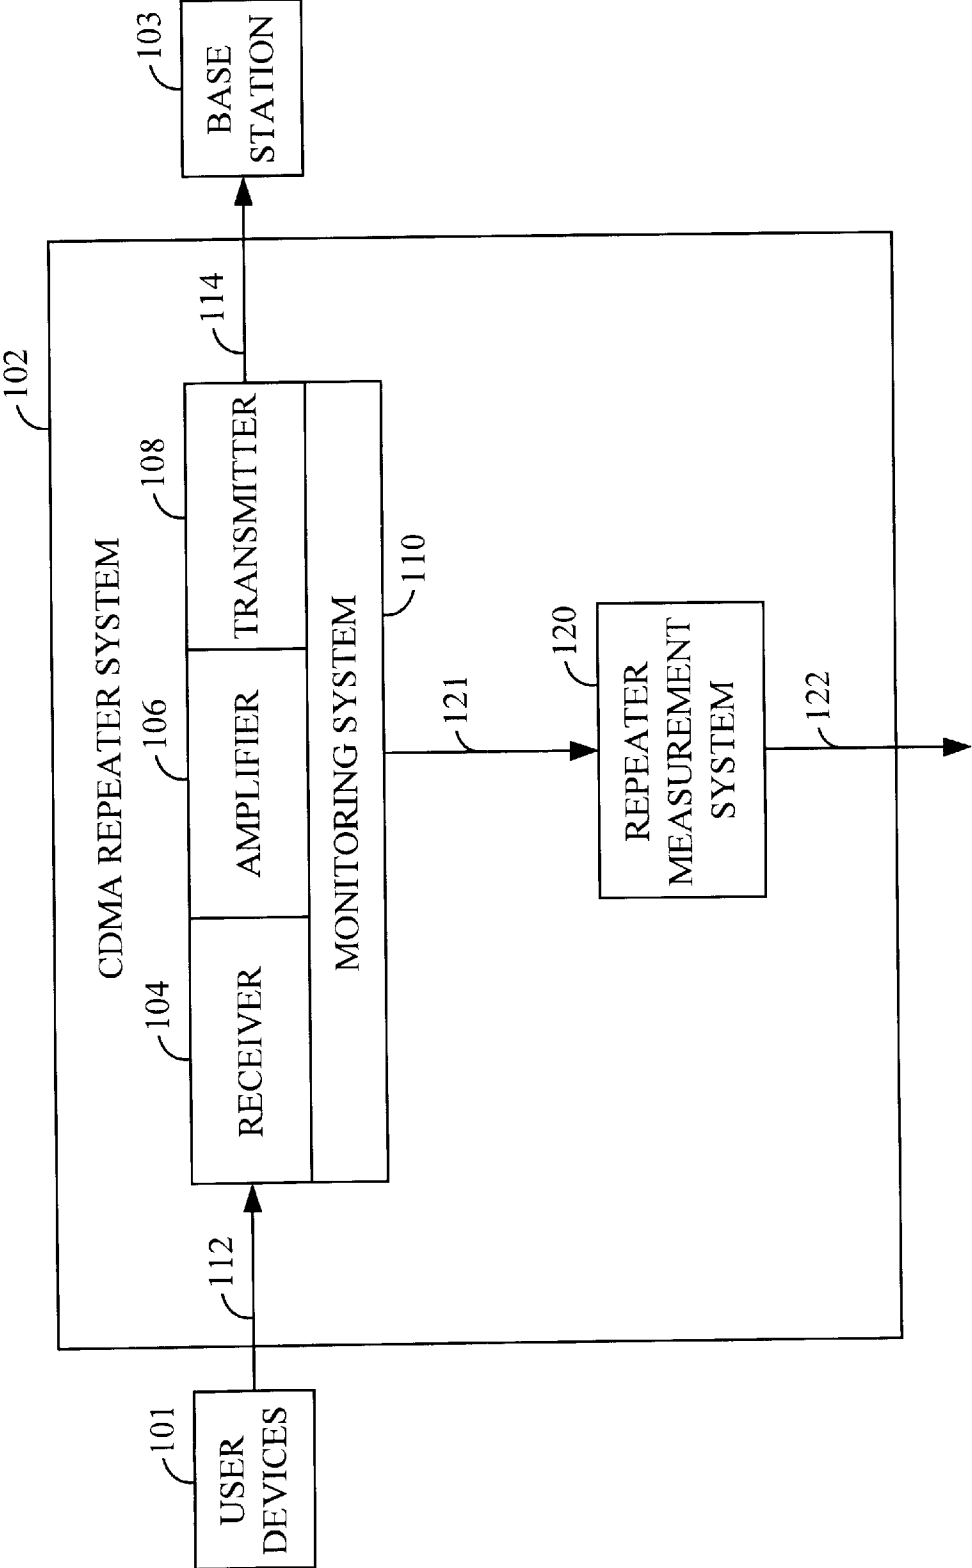 102
CDMA REPEATER SYSTEM
101
USER
DEVICES
112
104
RECEIVER
106
AMPLIFIER
108
TRANSMITTER
114
103
BASE
STATION
MONITORING SYSTEM
110
121
120
REPEATER
MEASUREMENT
SYSTEM
122